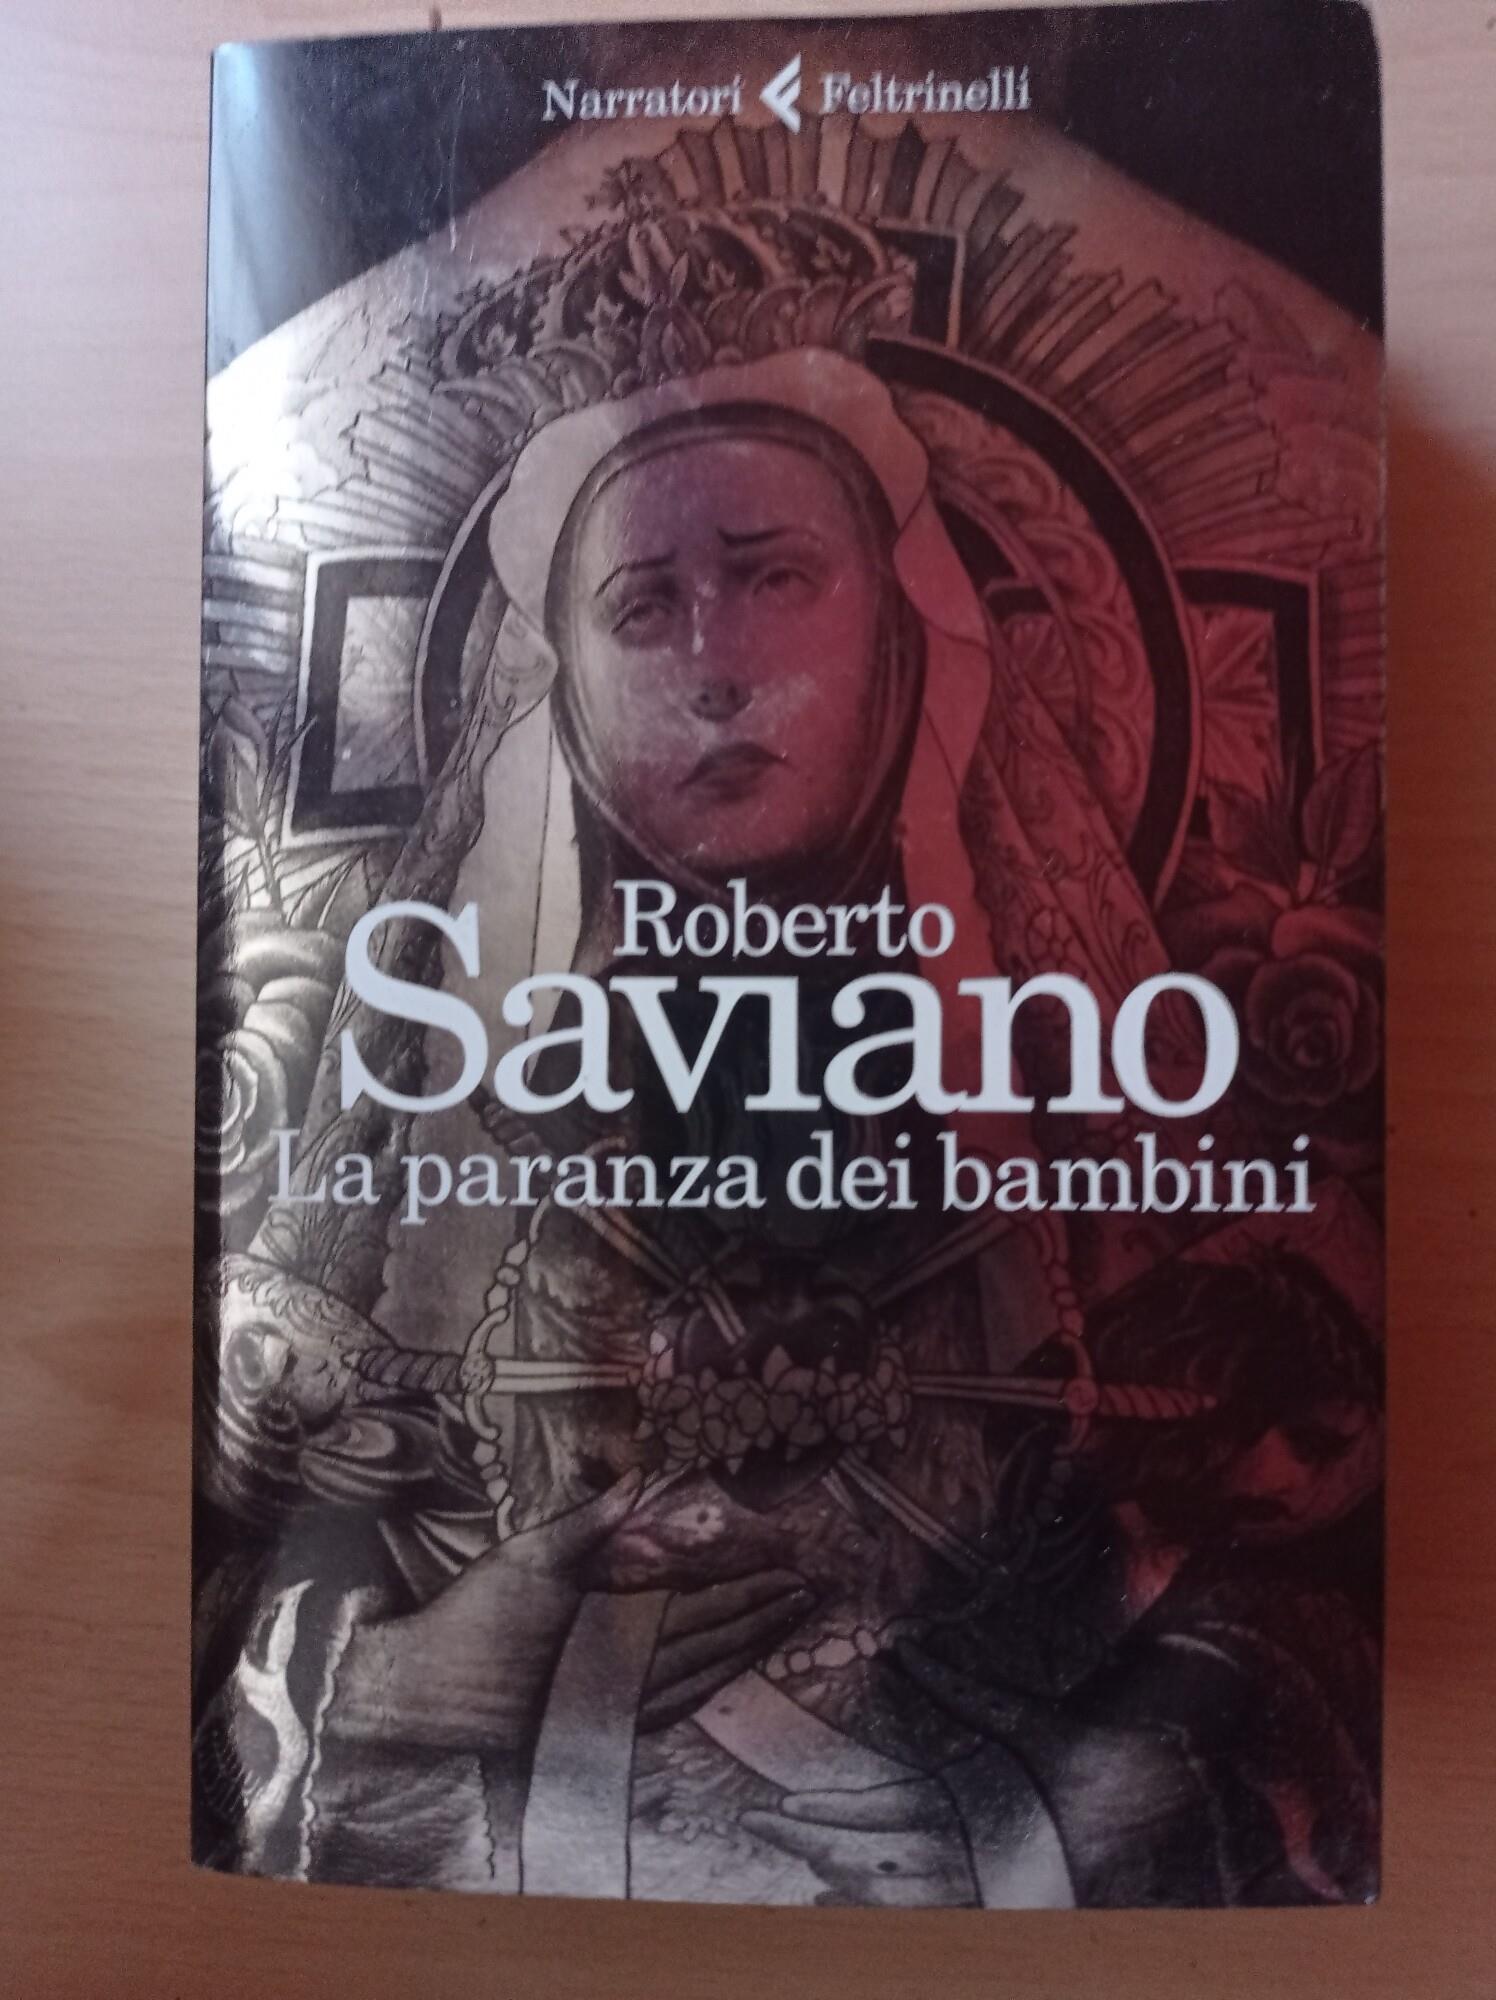 Narratori Feltrinelli
Roberto
Saviano
La paranza dei bambini